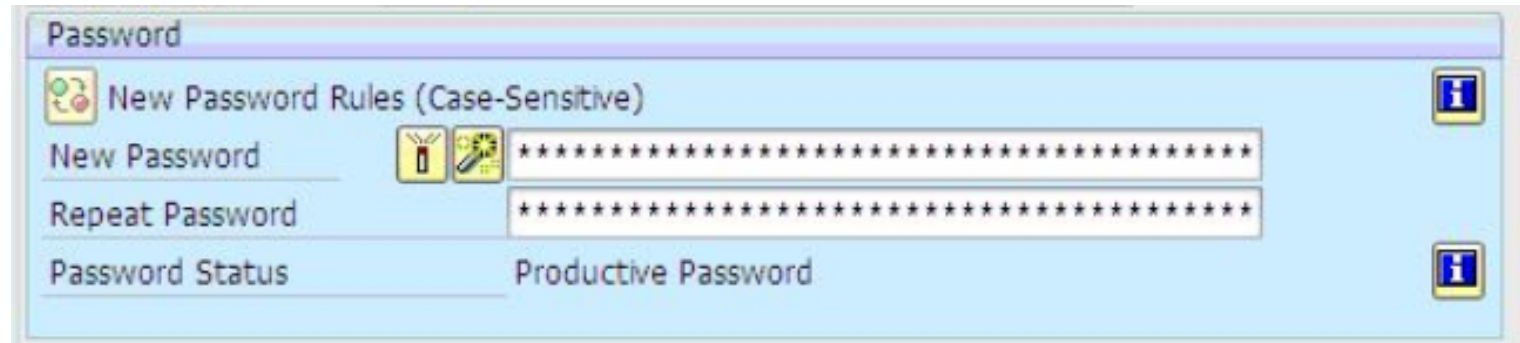 Password
New Password Rules (Case-Sensitive)
New Password ****************************************
Repeat Password ****************************************
Password Status Productive Password